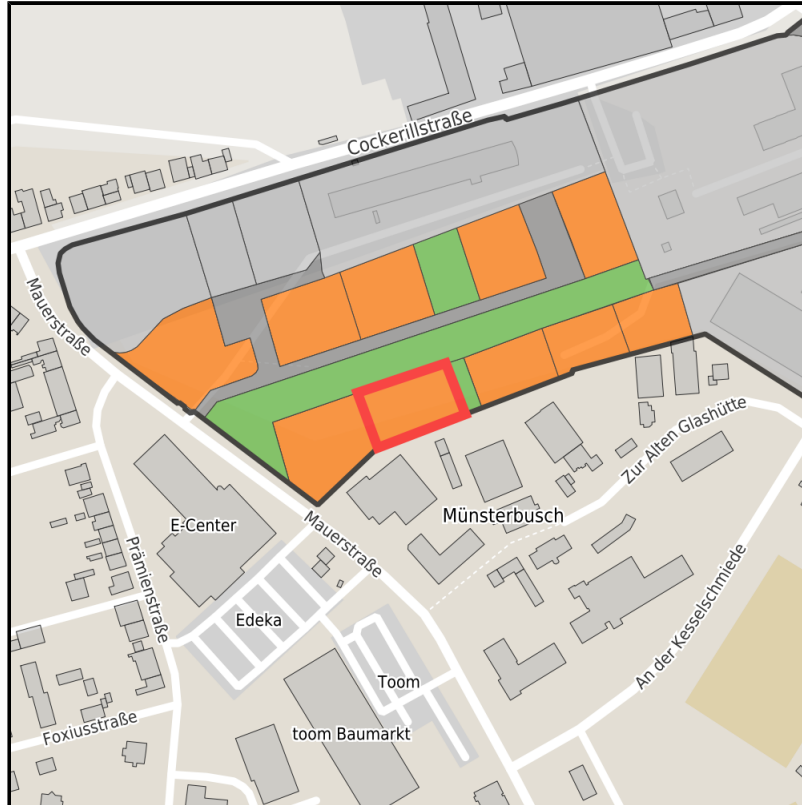 Cockerillstraße
Mauerstraße
Zur Alten Glashütte
Münsterbusch
E-Center
Mauerstraße
Prämienstraße
An der Kesselschmiede
Edeka
Toom
Foxiusstraße
toom Baumarkt